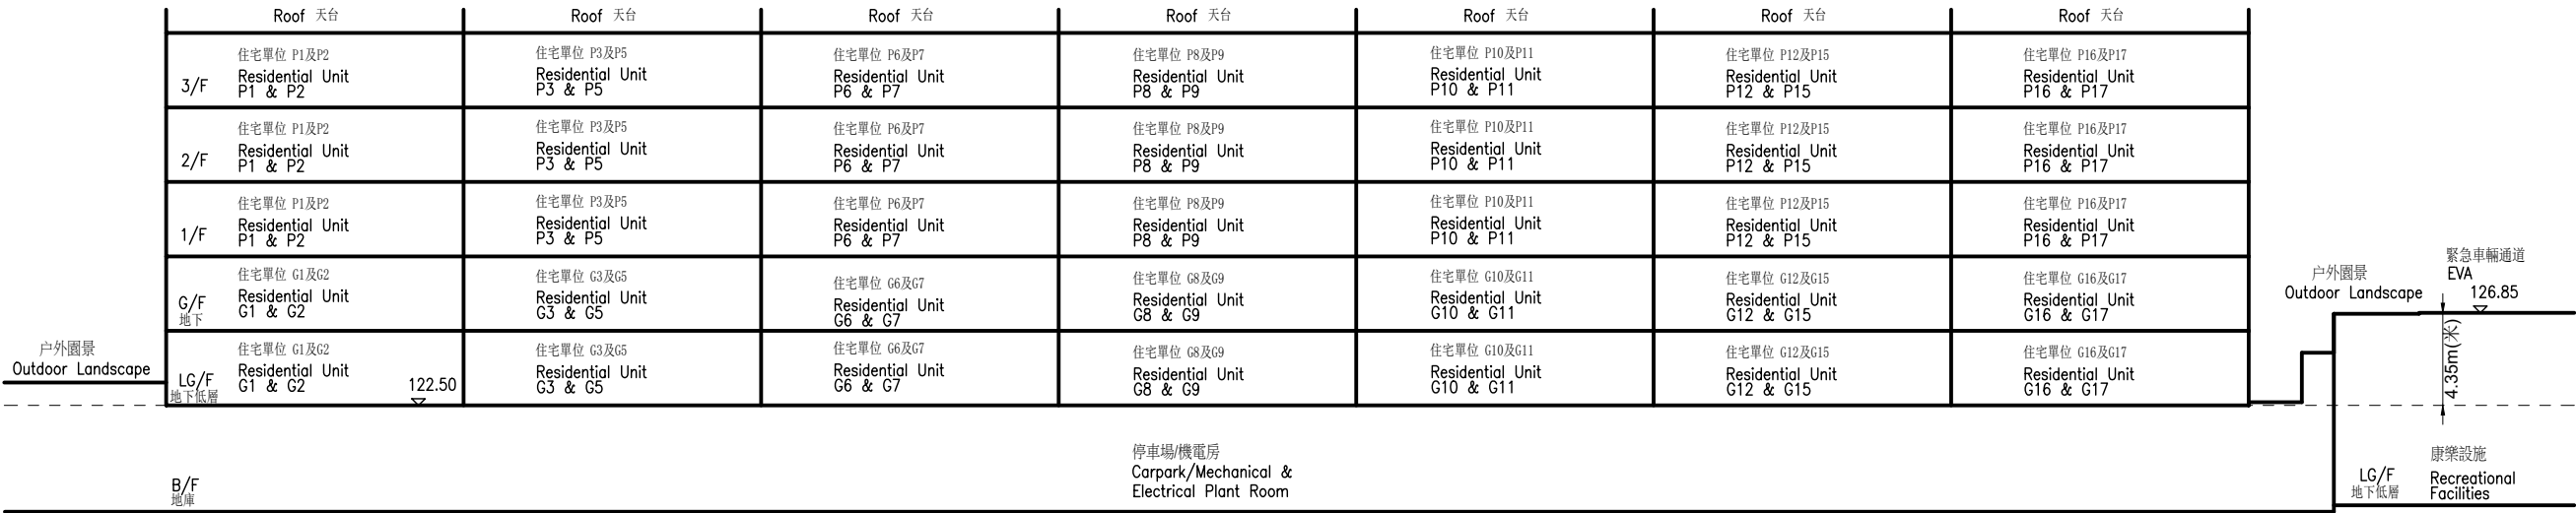 Roof 天台
Roof 天台
Roof 天台
Roof 天台
Roof 天台
Roof 天台
Roof 天台
3/F
住宅單位 P1及P2
Residential Unit
P1 & P2
住宅單位 P3及P5
Residential Unit
P3 & P5
住宅單位 P6及P7
Residential Unit
P6 & P7
住宅單位 P8及P9
Residential Unit
P8 & P9
住宅單位 P10及P11
Residential Unit
P10 & P11
住宅單位 P12及P15
Residential Unit
P12 & P15
住宅單位 P16及P17
Residential Unit
P16 & P17
2/F
住宅單位 P1及P2
Residential Unit
P1 & P2
住宅單位 P3及P5
Residential Unit
P3 & P5
住宅單位 P6及P7
Residential Unit
P6 & P7
住宅單位 P8及P9
Residential Unit
P8 & P9
住宅單位 P10及P11
Residential Unit
P10 & P11
住宅單位 P12及P15
Residential Unit
P12 & P15
住宅單位 P16及P17
Residential Unit
P16 & P17
1/F
住宅單位 P1及P2
Residential Unit
P1 & P2
住宅單位 P3及P5
Residential Unit
P3 & P5
住宅單位 P6及P7
Residential Unit
P6 & P7
住宅單位 P8及P9
Residential Unit
P8 & P9
住宅單位 P10及P11
Residential Unit
P10 & P11
住宅單位 P12及P15
Residential Unit
P12 & P15
住宅單位 P16及P17
Residential Unit
P16 & P17
G/F
地下
住宅單位 G1及G2
Residential Unit
G1 & G2
住宅單位 G3及G5
Residential Unit
G3 & G5
住宅單位 G6及G7
Residential Unit
G6 & G7
住宅單位 G8及G9
Residential Unit
G8 & G9
住宅單位 G10及G11
Residential Unit
G10 & G11
住宅單位 G12及G15
Residential Unit
G12 & G15
住宅單位 G16及G17
Residential Unit
G16 & G17
户外園景
Outdoor Landscape
緊急車輛通道
EVA
126.85
4.35m(米)
户外園景
Outdoor Landscape
LG/F
地下低層
住宅單位 G1及G2
Residential Unit
G1 & G2
122.50
住宅單位 G3及G5
Residential Unit
G3 & G5
住宅單位 G6及G7
Residential Unit
G6 & G7
住宅單位 G8及G9
Residential Unit
G8 & G9
住宅單位 G10及G11
Residential Unit
G10 & G11
住宅單位 G12及G15
Residential Unit
G12 & G15
住宅單位 G16及G17
Residential Unit
G16 & G17
B/F
地庫
停車場/機電房
Carpark/Mechanical &
Electrical Plant Room
LG/F
地下低層
康樂設施
Recreational
Facilities